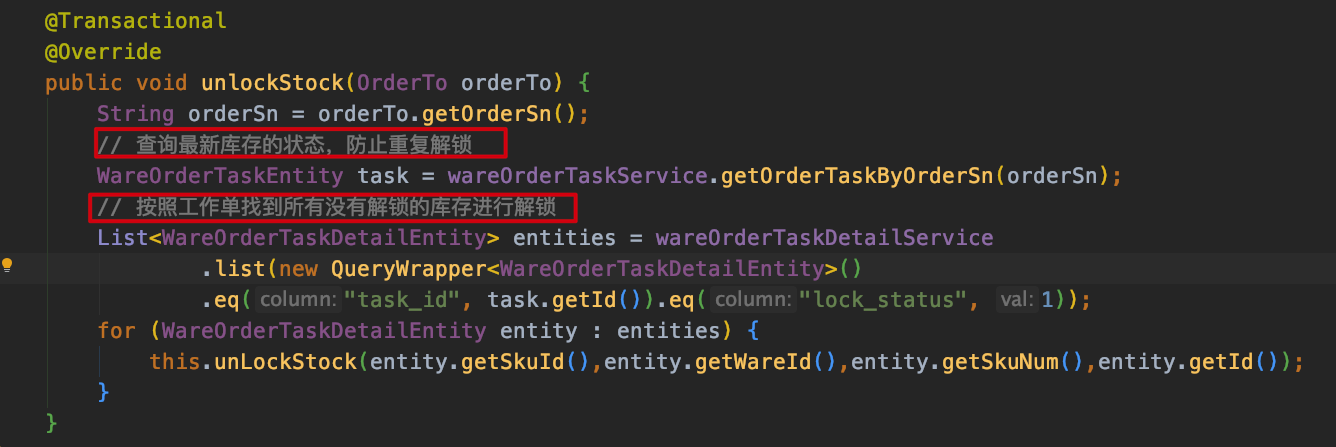 @Transactional
@Override
public void unlockStock(OrderTo orderTo) {
String orderSn = orderTo.getOrderSn();
// 查询最新库存的状态，防止重复解锁
WareOrderTaskEntity task = wareOrderTaskService.getOrderTaskByOrderSn(orderSn);
// 按照工作单找到所有没有解锁的库存进行解锁
List<WareOrderTaskDetailEntity> entities = wareOrderTaskDetailService
.list(new QueryWrapper<WareOrderTaskDetailEntity>()
.eq( column: "task_id", task.getId()).eq( column: "lock_status", val: 1));
for (WareOrderTaskDetailEntity entity : entities) {
this.unLockStock(entity.getSkuId(),entity.getWareId(),entity.getSkuNum(),entity.getId());
}
}